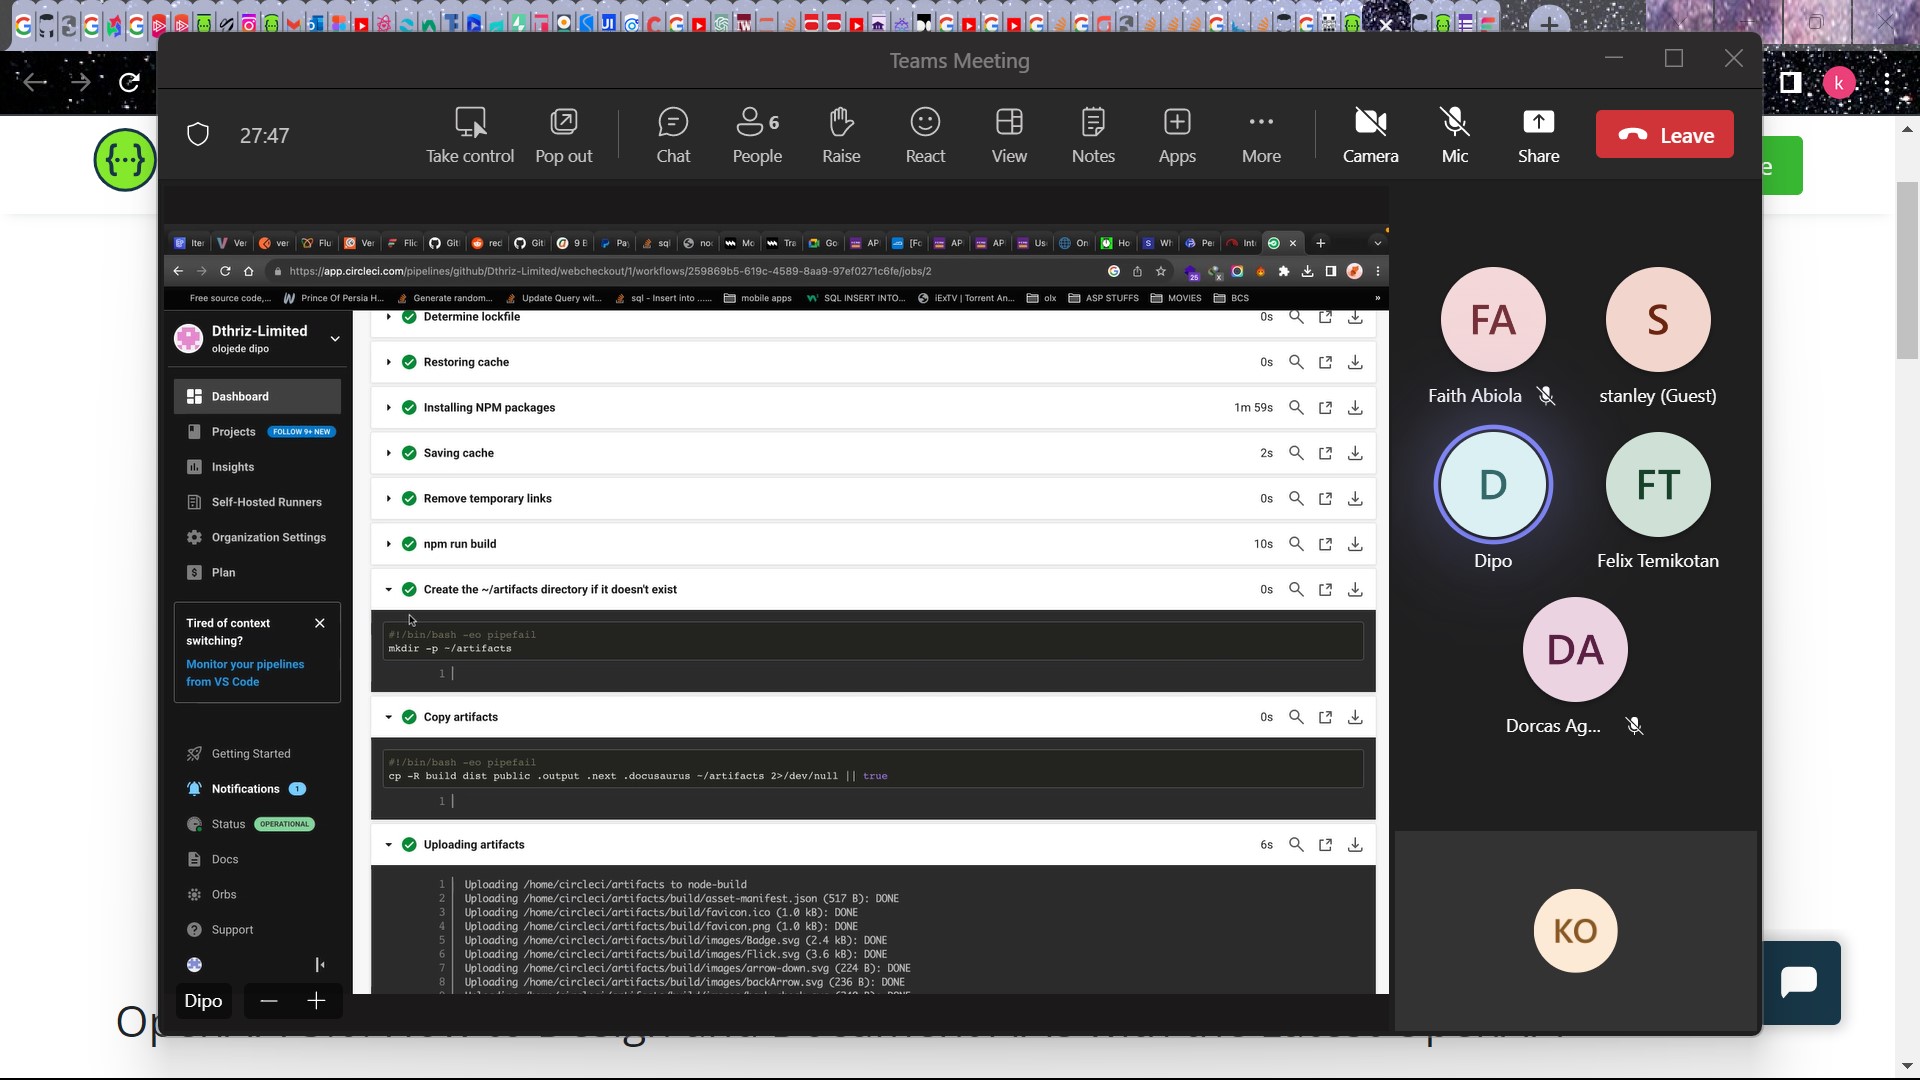 Teams Meeting
27:47
Take control
Pop out
Chat
People
6
Raise
React
View
Notes
Apps
More
Camera
Mic
Share
Leave
k
https://app.circleci.com/pipelines/github/Dthriz-Limited/webcheckout/1/workflows/259869b5-619c-4589-8aa9-97ef0271c6fe/jobs/2
Free source code,...
Prince Of Persia H...
Generate random...
Update Query wit...
sql - Insert into ......
mobile apps
SQL INSERT INTO...
iExTV | Torrent An...
olx
ASP STUFFS
MOVIES
BCS
»
Dthriz-Limited
olojede dipo
Dashboard
Projects
FOLLOW 9+ NEW
Insights
Self-Hosted Runners
Organization Settings
Plan
Tired of context
switching?
Monitor your pipelines
from VS Code
Getting Started
Notifications
1
Status
OPERATIONAL
Docs
Orbs
Support
Dipo
Determine lockfile
0s
Restoring cache
0s
Installing NPM packages
1m 59s
Saving cache
2s
Remove temporary links
0s
npm run build
10s
Create the ~/artifacts directory if it doesn't exist
0s
#!/bin/bash -eo pipefail
mkdir -p ~/artifacts
1
Copy artifacts
0s
#!/bin/bash -eo pipefail
cp -R build dist public .output .next .docusaurus ~/artifacts 2>/dev/null || true
1
Uploading artifacts
6s
1 Uploading /home/circleci/artifacts to node-build
2 Uploading /home/circleci/artifacts/build/asset-manifest.json (517 B): DONE
3 Uploading /home/circleci/artifacts/build/favicon.ico (1.0 kB): DONE
4 Uploading /home/circleci/artifacts/build/favicon.png (1.0 kB): DONE
5 Uploading /home/circleci/artifacts/build/images/Badge.svg (2.4 kB): DONE
6 Uploading /home/circleci/artifacts/build/images/Flick.svg (3.6 kB): DONE
7 Uploading /home/circleci/artifacts/build/images/arrow-down.svg (224 B): DONE
8 Uploading /home/circleci/artifacts/build/images/backArrow.svg (236 B): DONE
FA
Faith Abiola
S
stanley (Guest)
D
Dipo
FT
Felix Temikotan
DA
Dorcas Ag...
KO